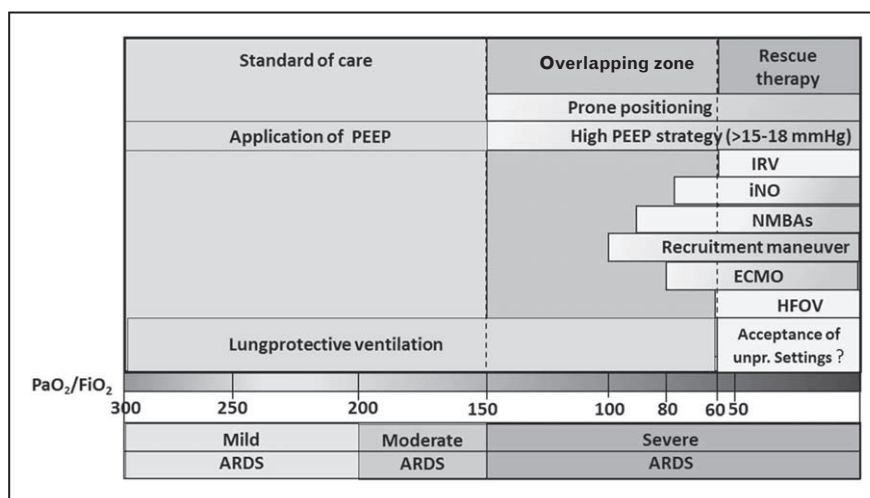 Standard of care
Overlapping zone
Rescue
therapy
Prone positioning
Application of PEEP
High PEEP strategy (>15-18 mmHg)
IRV
iNO
NMBAs
Recruitment maneuver
ECMO
HFOV
Lungprotective ventilation
Acceptance of
unpr. Settings ?
PaO₂/FiO₂
300 250 200 150 100 80 60 50
Mild Moderate Severe
ARDS ARDS ARDS